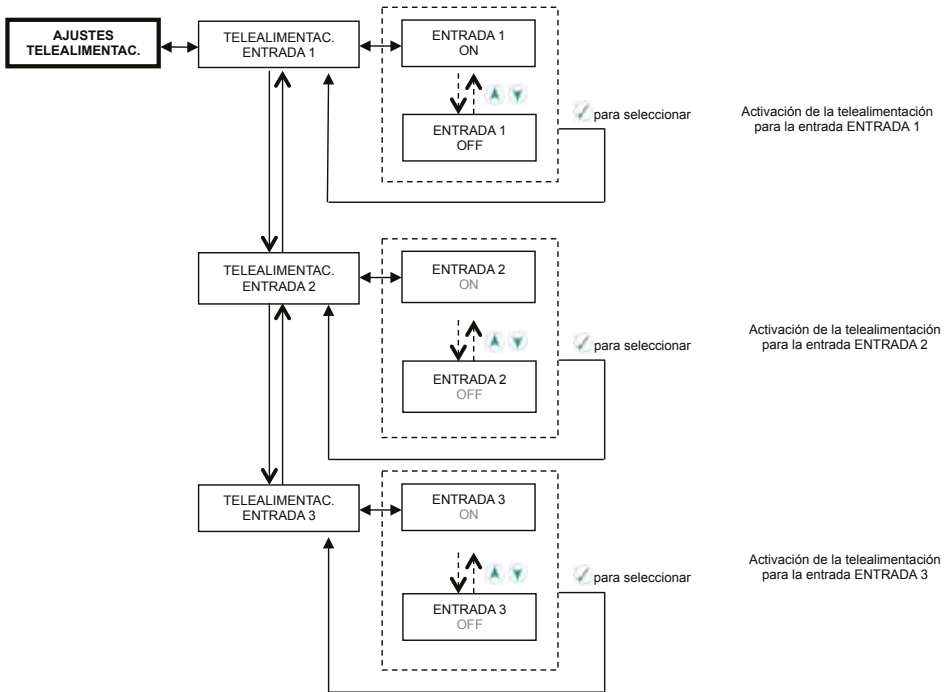 AJUSTES
TELEALIMENTAC.
TELEALIMENTAC.
ENTRADA 1
ENTRADA 1
ON
ENTRADA 1
OFF
para seleccionar
Activación de la telealimentación
para la entrada ENTRADA 1
TELEALIMENTAC.
ENTRADA 2
ENTRADA 2
ON
ENTRADA 2
OFF
para seleccionar
Activación de la telealimentación
para la entrada ENTRADA 2
TELEALIMENTAC.
ENTRADA 3
ENTRADA 3
ON
ENTRADA 3
OFF
para seleccionar
Activación de la telealimentación
para la entrada ENTRADA 3